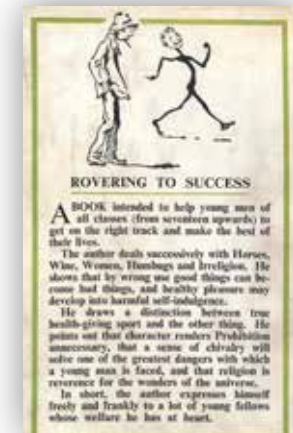 ROVERING TO SUCCESS
A BOOK intended to help young men of
all classes (from seventeen upwards) to
get on the right track and make the best of
their lives.
The author deals successively with Horses,
Wine, Women, Humbugs and Irreligion. He
shows that by wrong use good things can be-
come bad things, and healthy pleasure may
develop into harmful self-indulgence.
He draws a distinction between true
health-giving sport and the other thing. He
points out that character renders Prohibition
unnecessary, that a sense of chivalry will
solve one of the greatest dangers with which
a young man is faced, and that religion is
reverence for the wonders of the universe.
In short, the author expresses himself
freely and frankly to a lot of young fellows
whose welfare he has at heart.